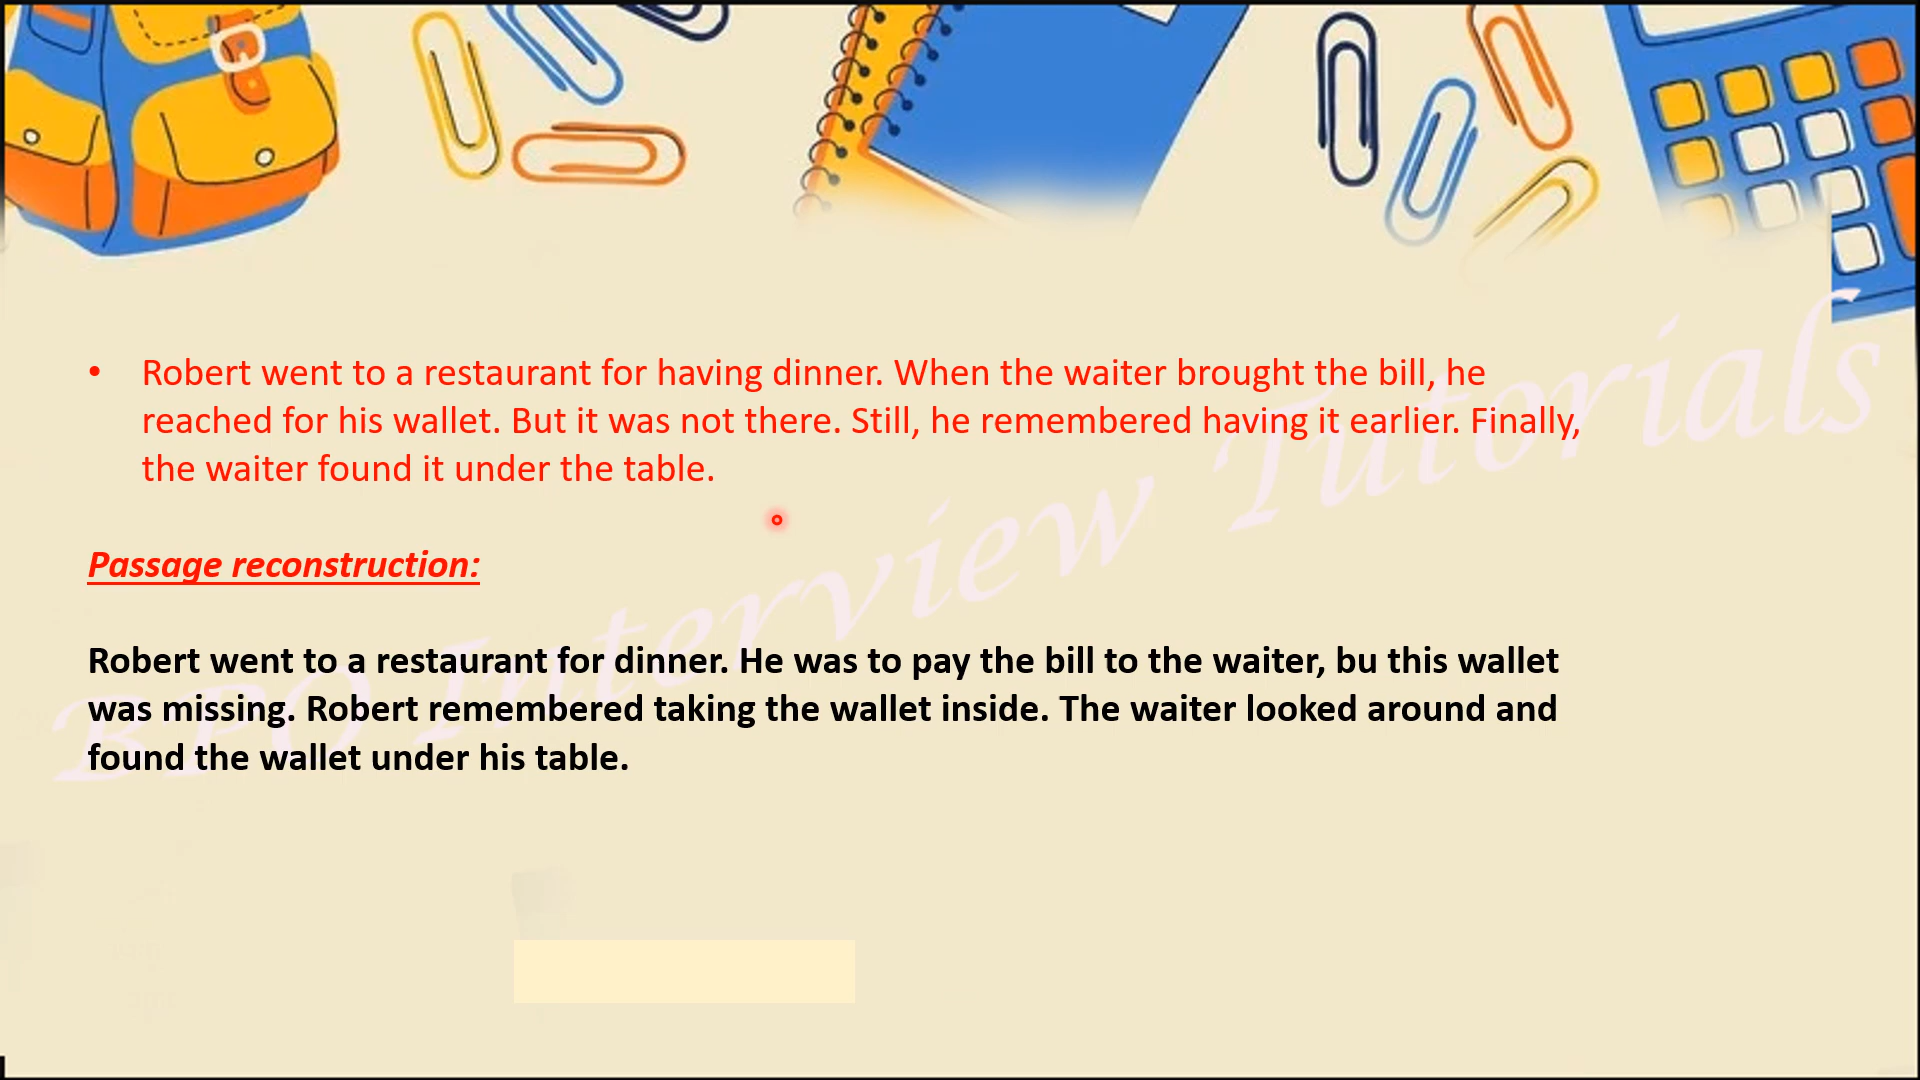 • Robert went to a restaurant for having dinner. When the waiter brought the bill, he
reached for his wallet. But it was not there. Still, he remembered having it earlier. Finally,
the waiter found it under the table.
Passage reconstruction:
Robert went to a restaurant for dinner. He was to pay the bill to the waiter, bu this wallet
was missing. Robert remembered taking the wallet inside. The waiter looked around and
found the wallet under his table.
BPO Interview Tutorials